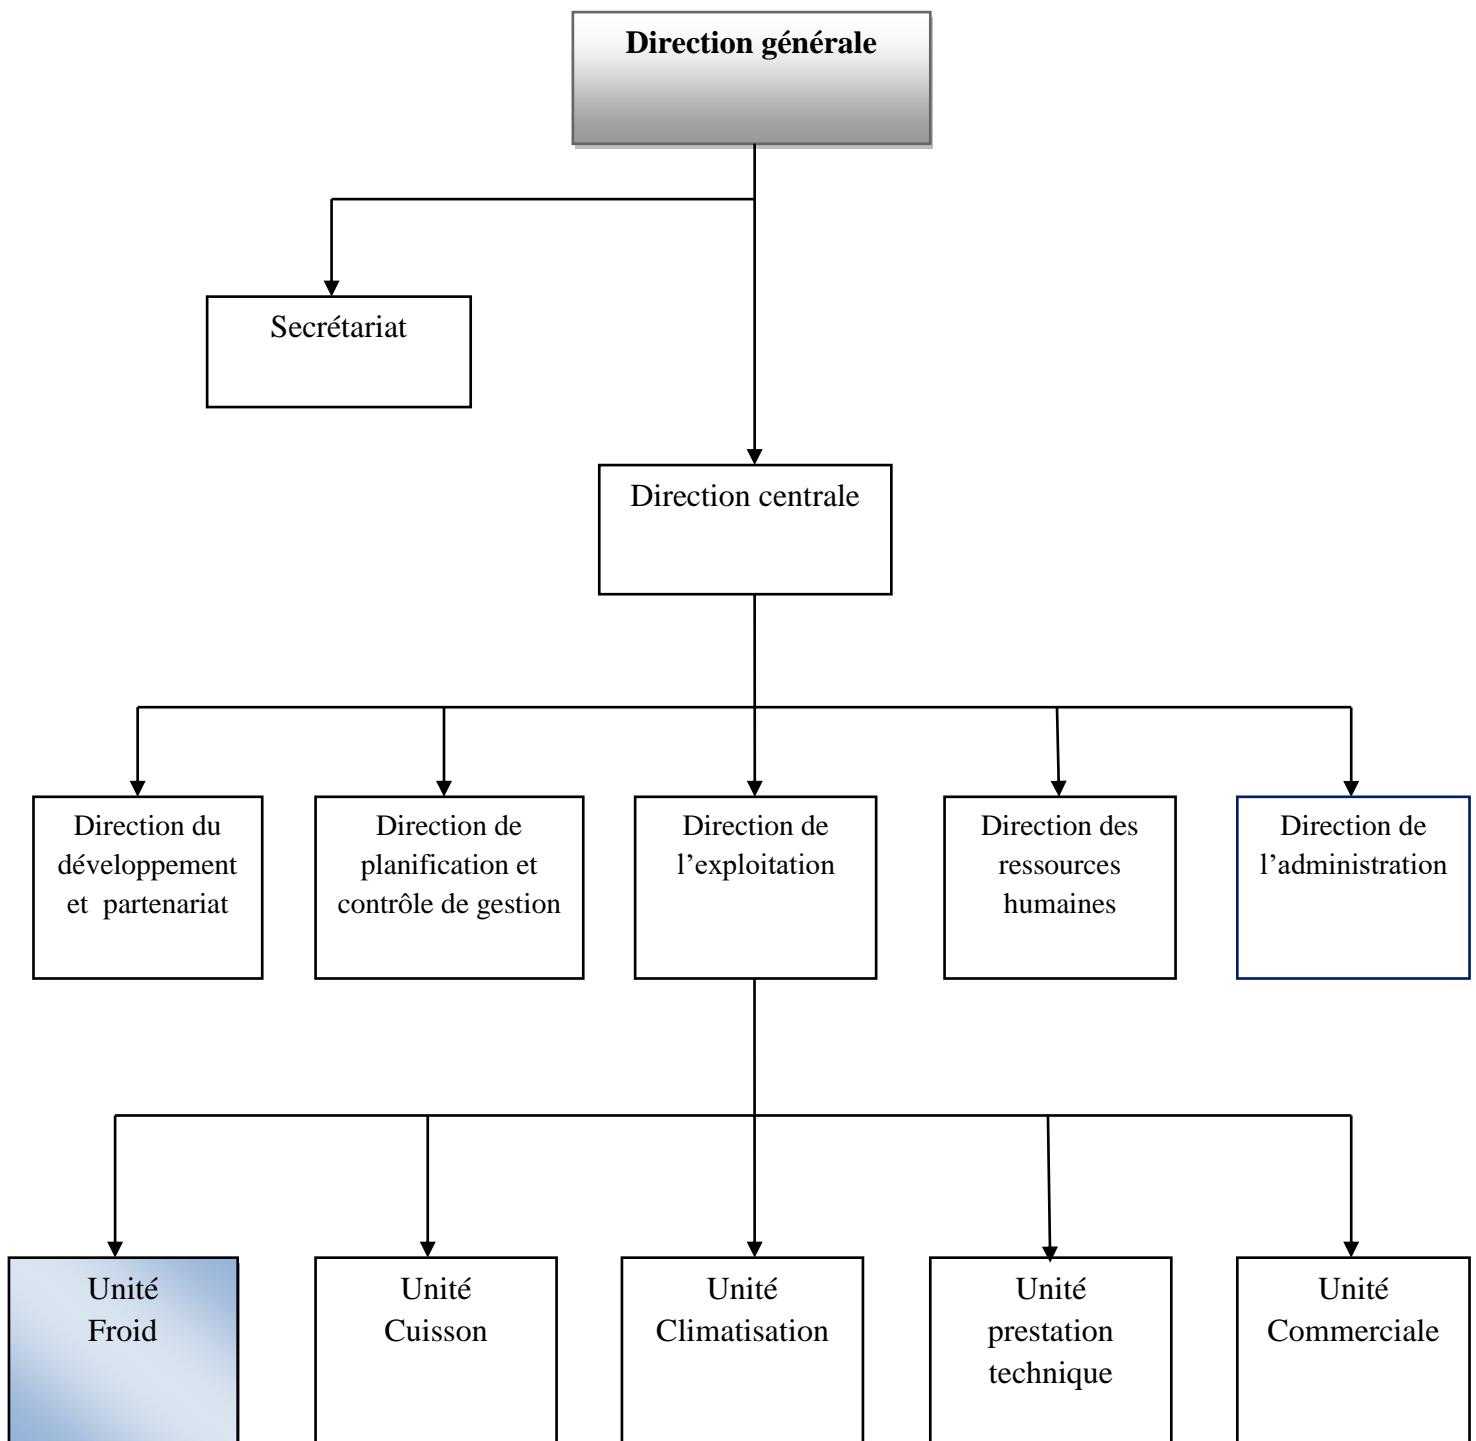 Direction générale
Secrétariat
Direction centrale
Direction du
développement
et partenariat
Direction de
planification et
contrôle de gestion
Direction de
l’exploitation
Direction des
ressources
humaines
Direction de
l’administration
Unité
Froid
Unité
Cuisson
Unité
Climatisation
Unité
prestation
technique
Unité
Commerciale